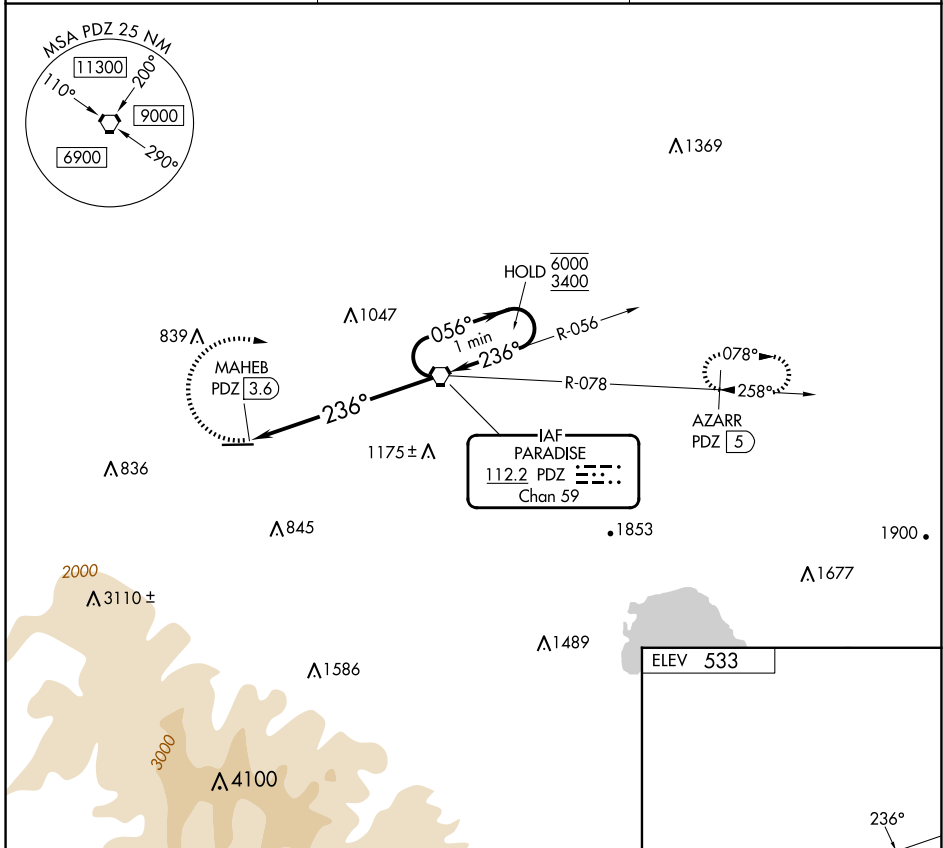 MSA PDZ 25 NM
11300
110°
200°
9000
6900
290°
1369
HOLD 6000
3400
1047
056°
1 min
236°
R-056
839
MAHEB
PDZ 3.6
236°
R-078
078°
258°
AZARR
PDZ 5
1175 ±
IAF
PARADISE
112.2 PDZ
Chan 59
836
845
1853
1900
2000
1677
3110 ±
1489
1586
ELEV 533
3000
4100
236°